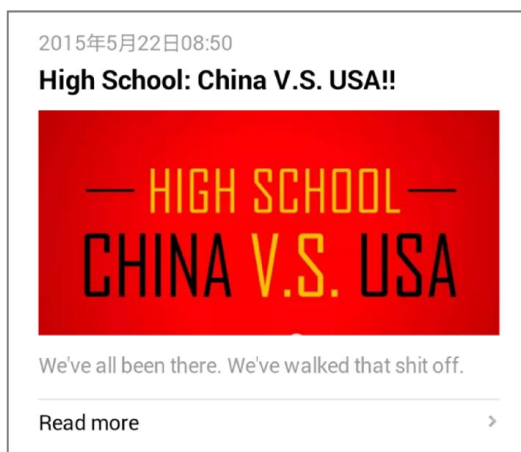 2015年5月22日08:50
High School: China V.S. USA!!
HIGH SCHOOL
CHINA V.S. USA
We've all been there. We've walked that shit off.
Read more